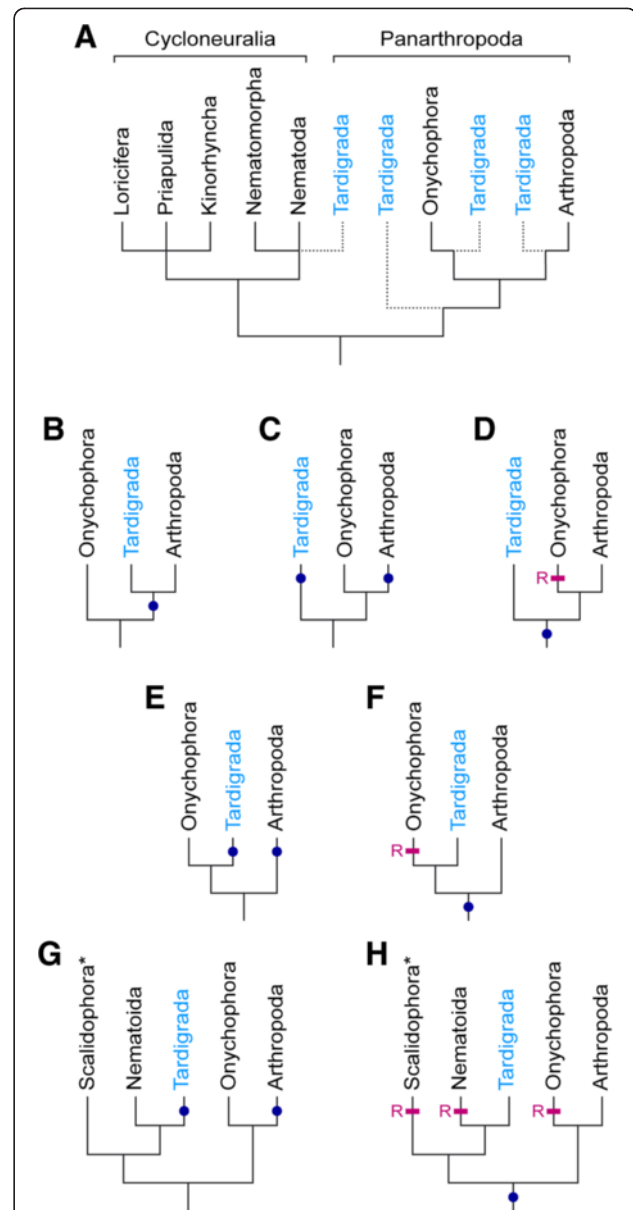 A
Cycloneuralia Panarthropoda
Loricifera
Priapulida
Kinorhyncha
Nematomorpha
Nematoda
Tardigrada
Tardigrada
Onychophora
Tardigrada
Tardigrada
Arthropoda
B
Onychophora
Tardigrada
Arthropoda
C
Tardigrada
Onychophora
Arthropoda
D
Tardigrada
Onychophora
Arthropoda
R
E
Onychophora
Tardigrada
Arthropoda
F
Onychophora
Tardigrada
Arthropoda
R
G
Scalidophora*
Nematoida
Tardigrada
Onychophora
Arthropoda
H
Scalidophora*
Nematoida
Tardigrada
Onychophora
Arthropoda
R
R
R